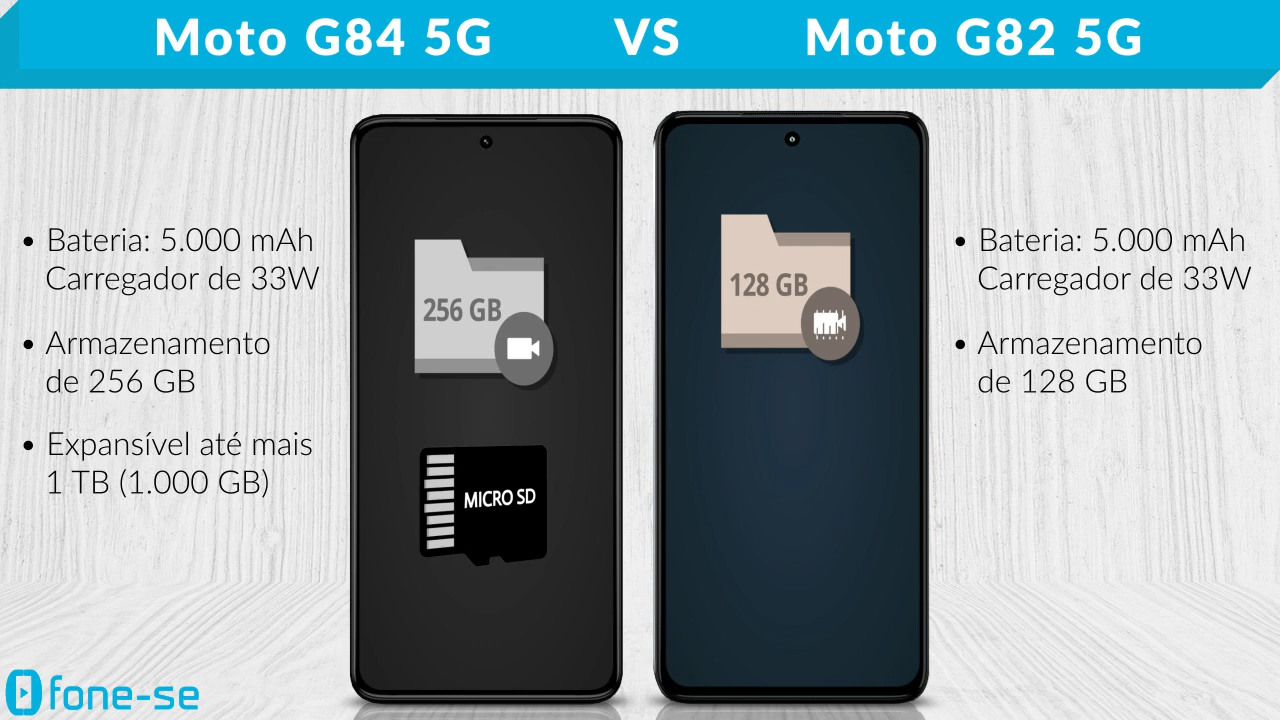 Moto G84 5G VS Moto G82 5G
• Bateria: 5.000 mAh
Carregador de 33W
• Armazenamento
de 256 GB
• Expansível até mais
1 TB (1.000 GB)
256 GB
MICRO SD
128 GB
• Bateria: 5.000 mAh
Carregador de 33W
• Armazenamento
de 128 GB
fone-se